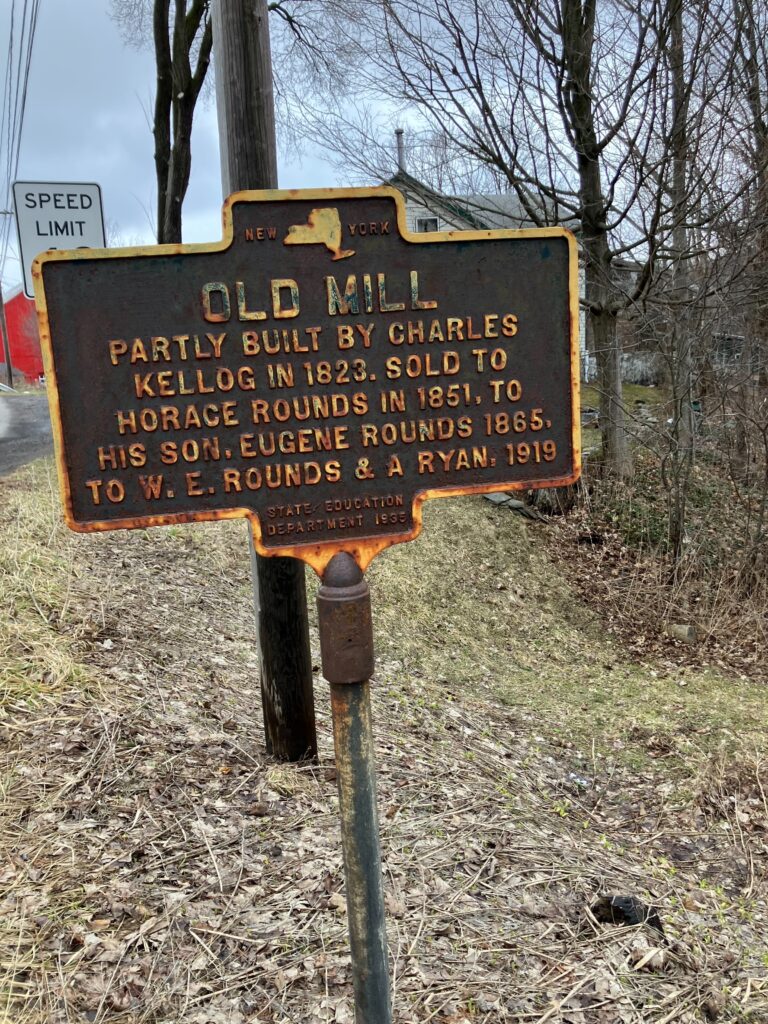 SPEED
LIMIT
NEW YORK
OLD MILL
PARTLY BUILT BY CHARLES
KELLOG IN 1823. SOLD TO
HORACE ROUNDS IN 1851, TO
HIS SON, EUGENE ROUNDS 1865,
TO W. E. ROUNDS & A RYAN, 1919
STATE EDUCATION
DEPARTMENT 1935